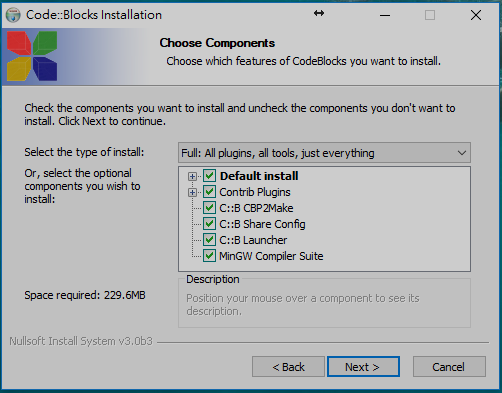 Code::Blocks Installation
Choose Components
Choose which features of CodeBlocks you want to install.
Check the components you want to install and uncheck the components you don't want to
install. Click Next to continue.
Select the type of install:
Full: All plugins, all tools, just everything
Or, select the optional
components you wish to
install:
Default install
Contrib Plugins
C::B CBP2Make
C::B Share Config
C::B Launcher
MinGW Compiler Suite
Space required: 229.6MB
Description
Position your mouse over a component to see its
description.
Nullsoft Install System v3.0b3
< Back
Next >
Cancel